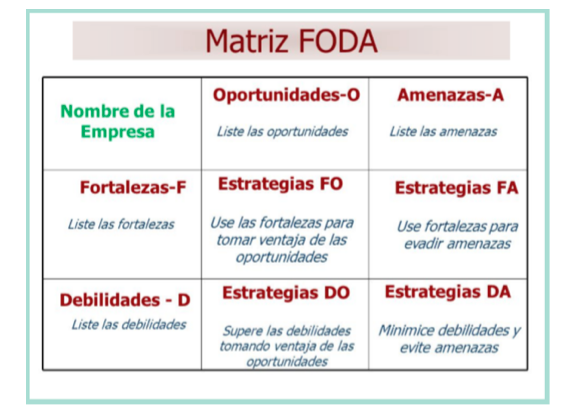 Matriz FODA
Nombre de la
Empresa
Oportunidades-O
Liste las oportunidades
Amenazas-A
Liste las amenazas
Fortalezas-F
Liste las fortalezas
Estrategias FO
Use las fortalezas para
tomar ventaja de las
oportunidades
Estrategias FA
Use fortalezas para
evadir amenazas
Debilidades - D
Liste las debilidades
Estrategias DO
Supere las debilidades
tomando ventaja de las
oportunidades
Estrategias DA
Minimice debilidades y
evite amenazas